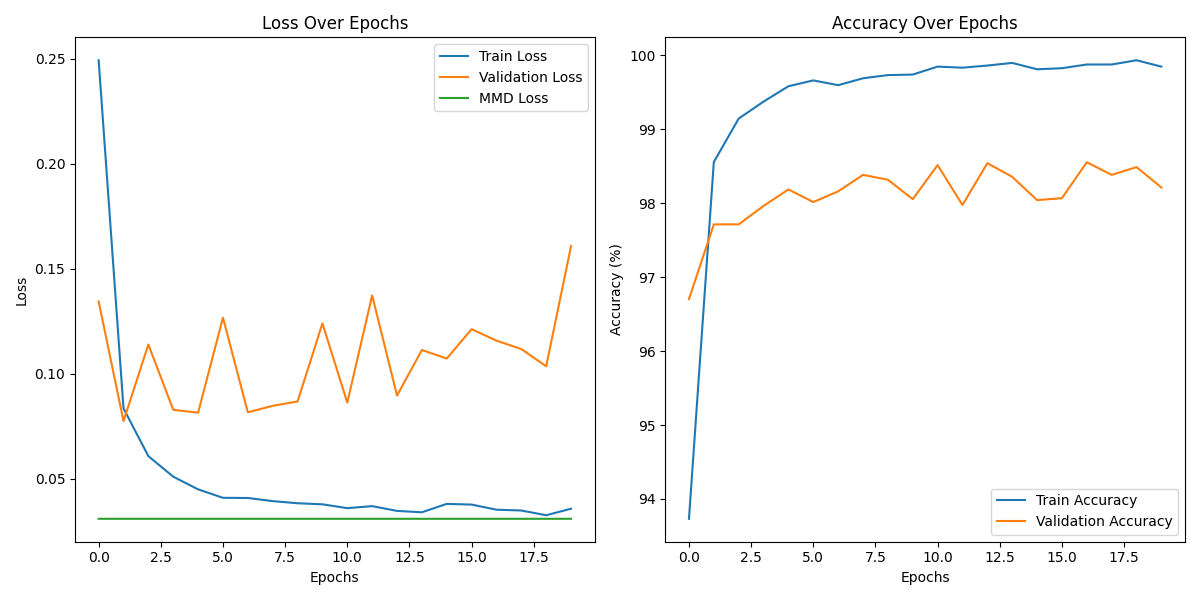 Loss Over Epochs
Train Loss
Validation Loss
MMD Loss
0.25
0.20
0.15
0.10
0.05
Loss
0.0 2.5 5.0 7.5 10.0 12.5 15.0 17.5
Epochs
Accuracy Over Epochs
100
99
98
97
96
95
94
Accuracy (%)
Train Accuracy
Validation Accuracy
0.0 2.5 5.0 7.5 10.0 12.5 15.0 17.5
Epochs